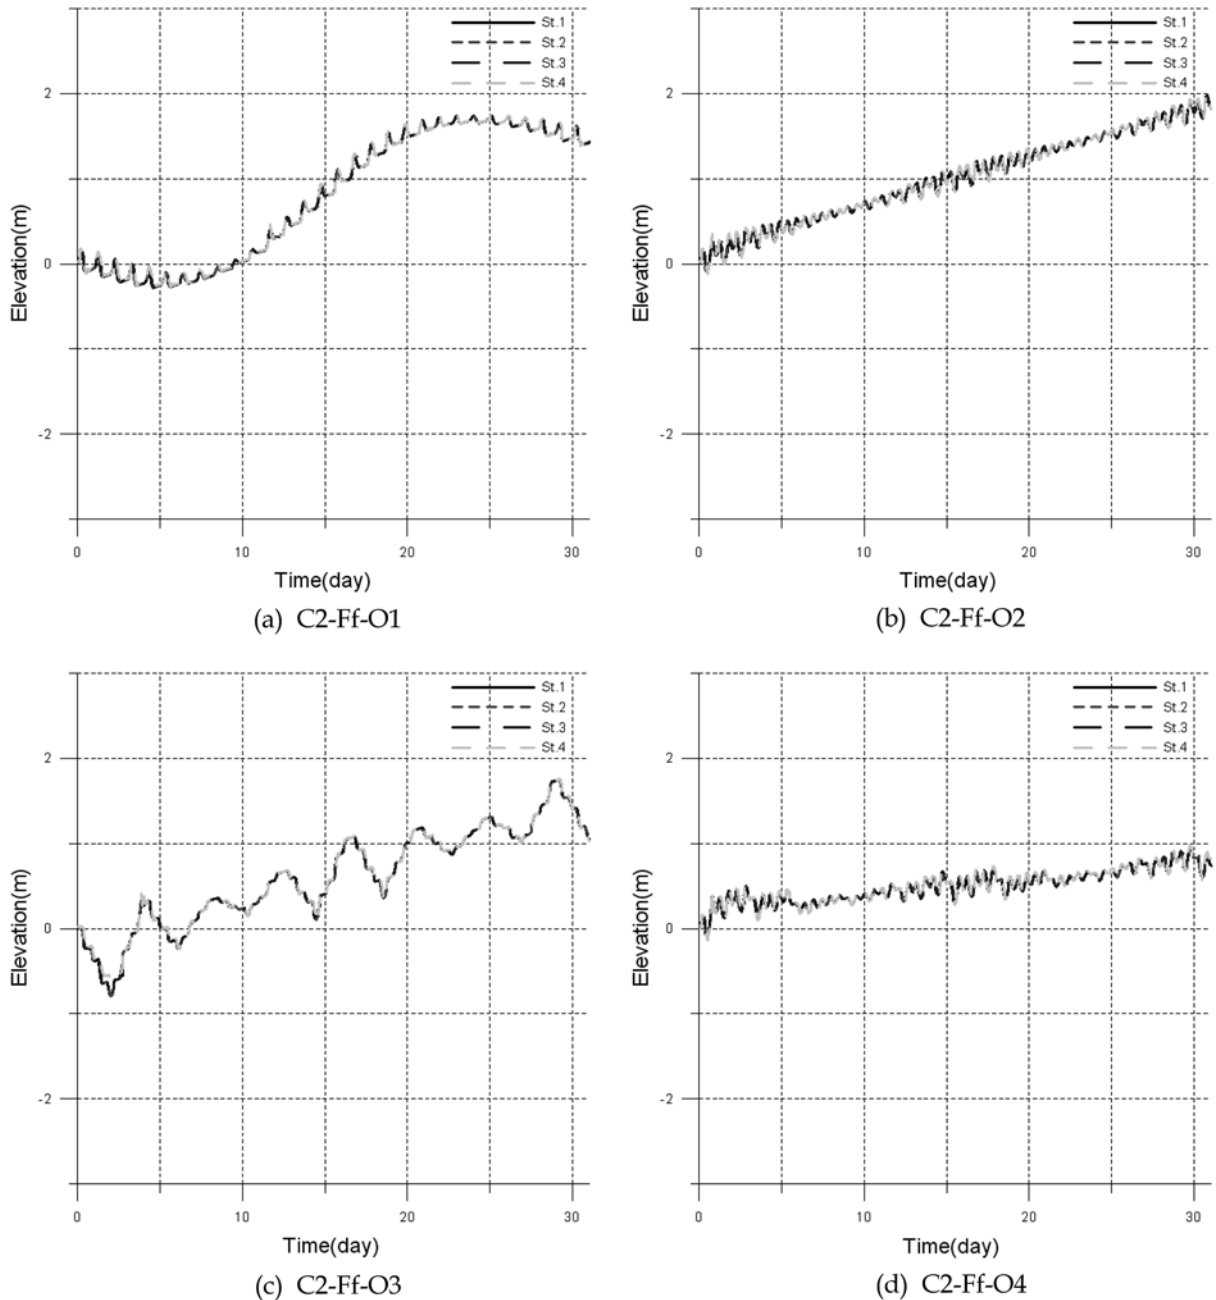 St.1
St.2
St.3
St.4
2
0
-2
Elevation(m)
0 10 20 30
Time(day)
(a) C2-Ff-O1
St.1
St.2
St.3
St.4
2
0
-2
Elevation(m)
0 10 20 30
Time(day)
(b) C2-Ff-O2
St.1
St.2
St.3
St.4
2
0
-2
Elevation(m)
0 10 20 30
Time(day)
(c) C2-Ff-O3
St.1
St.2
St.3
St.4
2
0
-2
Elevation(m)
0 10 20 30
Time(day)
(d) C2-Ff-O4